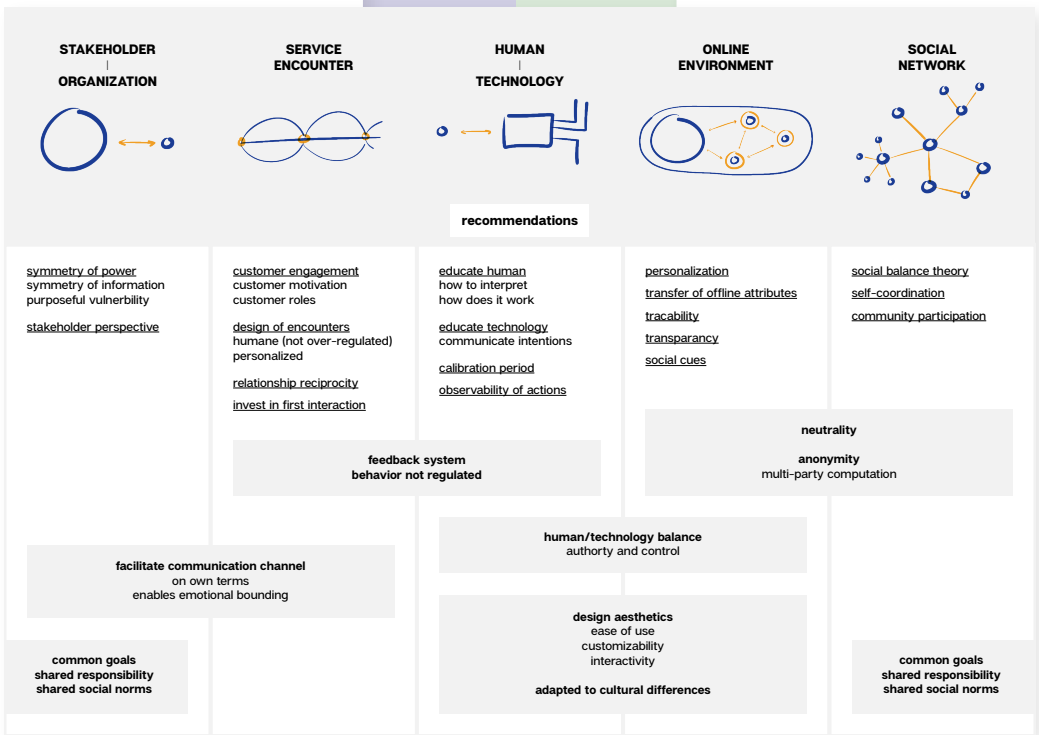 STAKEHOLDER
|
ORGANIZATION
SERVICE
ENCOUNTER
HUMAN
|
TECHNOLOGY
ONLINE
ENVIRONMENT
SOCIAL
NETWORK
recommendations
symmetry of power
symmetry of information
purposeful vulnerbility
stakeholder perspective
customer engagement
customer motivation
customer roles
design of encounters
humane (not over-regulated)
personalized
relationship reciprocity
invest in first interaction
educate human
how to interpret
how does it work
educate technology
communicate intentions
calibration period
observability of actions
personalization
transfer of offline attributes
tracability
transparancy
social cues
social balance theory
self-coordination
community participation
feedback system
behavior not regulated
neutrality
anonymity
multi-party computation
human/technology balance
authorty and control
facilitate communication channel
on own terms
enables emotional bounding
design aesthetics
ease of use
customizability
interactivity
adapted to cultural differences
common goals
shared responsibility
shared social norms
common goals
shared responsibility
shared social norms